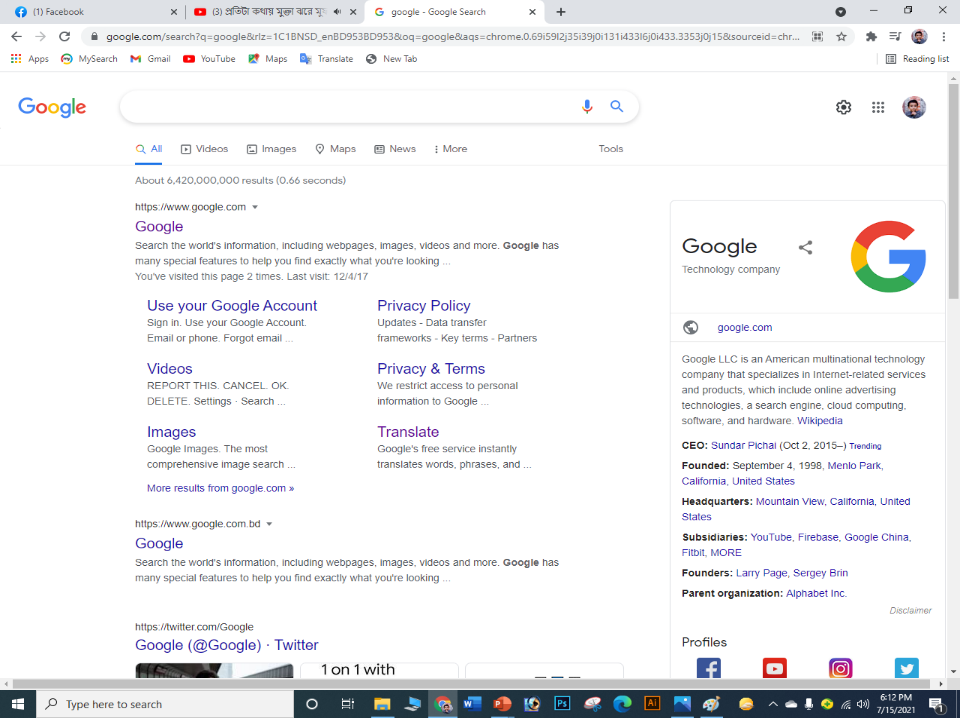 (1) Facebook
(3) প্রতিটা কথায় মুক্তা ঝরে মু
google - Google Search
google.com/search?q=google&rlz=1C1BNSD_enBD953BD953&oq=google&aqs=chrome.0.69i59l2j35i39j0i131i433l6j0i433.3353j0j15&sourceid=chr...
Apps
MySearch
Gmail
YouTube
Maps
Translate
New Tab
Reading list
Google
All
Videos
Images
Maps
News
More
Tools
About 6,420,000,000 results (0.66 seconds)
https://www.google.com
Google
Search the world's information, including webpages, images, videos and more. Google has
many special features to help you find exactly what you're looking ...
You've visited this page 2 times. Last visit: 12/4/17
Use your Google Account
Sign in. Use your Google Account.
Email or phone. Forgot email ...
Privacy Policy
Updates - Data transfer
frameworks - Key terms - Partners
Videos
REPORT THIS. CANCEL. OK.
DELETE. Settings · Search ...
Privacy & Terms
We restrict access to personal
information to Google ...
Images
Google Images. The most
comprehensive image search ...
Translate
Google's free service instantly
translates words, phrases, and ...
More results from google.com »
https://www.google.com.bd
Google
Search the world's information, including webpages, images, videos and more. Google has
many special features to help you find exactly what you're looking ...
https://twitter.com/Google
Google (@Google) · Twitter
1 on 1 with
Google
Technology company
google.com
Google LLC is an American multinational technology
company that specializes in Internet-related services
and products, which include online advertising
technologies, a search engine, cloud computing,
software, and hardware. Wikipedia
CEO: Sundar Pichai (Oct 2, 2015–) Trending
Founded: September 4, 1998, Menlo Park,
California, United States
Headquarters: Mountain View, California, United
States
Subsidiaries: YouTube, Firebase, Google China,
Fitbit, MORE
Founders: Larry Page, Sergey Brin
Parent organization: Alphabet Inc.
Disclaimer
Profiles
Type here to search
6:12 PM
7/15/2021